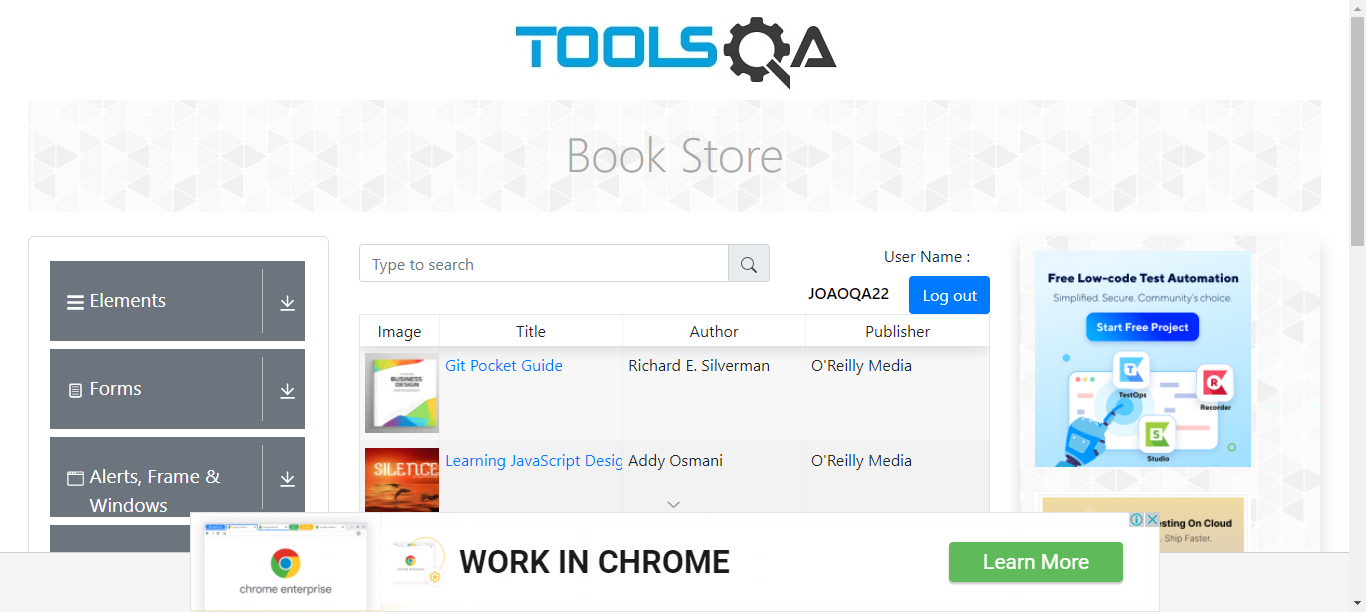 TOOLSQA
Book Store
Elements
Forms
Alerts, Frame &
Windows
Type to search
User Name :
JOAOQA22
Log out
Image Title Author Publisher
Git Pocket Guide Richard E. Silverman O'Reilly Media
BUSINESS
DESIGN
Learning JavaScript Desig Addy Osmani O'Reilly Media
SILENCE
Free Low-code Test Automation
Simplified. Secure. Community's choice.
Start Free Project
TestOps
Recorder
Studio
sting On Cloud
Ship Faster.
chrome enterprise
WORK IN CHROME
Learn More